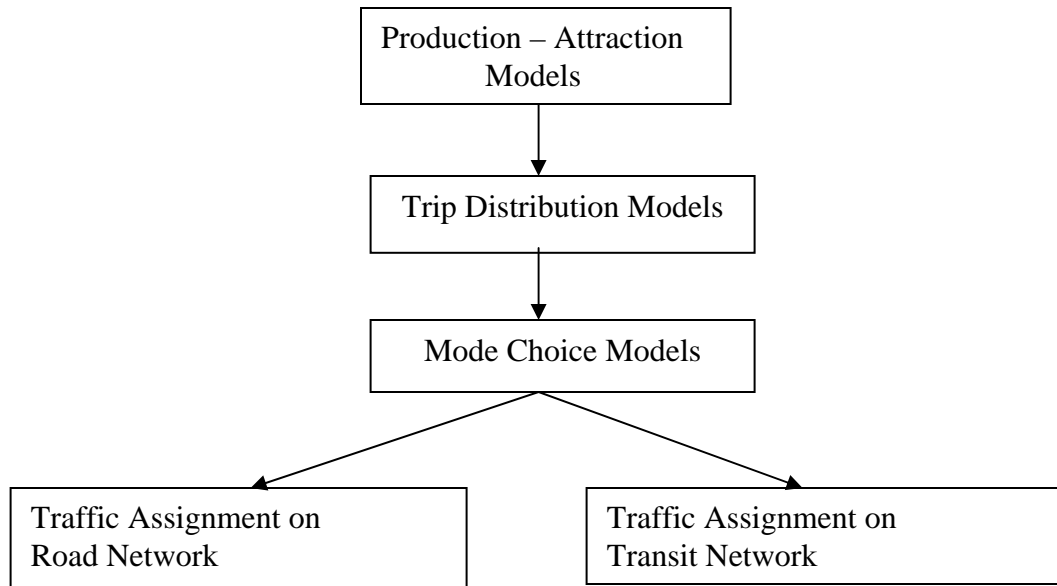 Production – Attraction
Models
Trip Distribution Models
Mode Choice Models
Traffic Assignment on
Road Network
Traffic Assignment on
Transit Network